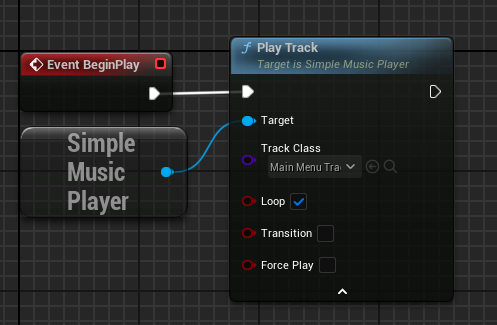 Event BeginPlay
Simple
Music
Player
f Play Track
Target is Simple Music Player
Target
Track Class
Main Menu Tra
Loop
Transition
Force Play